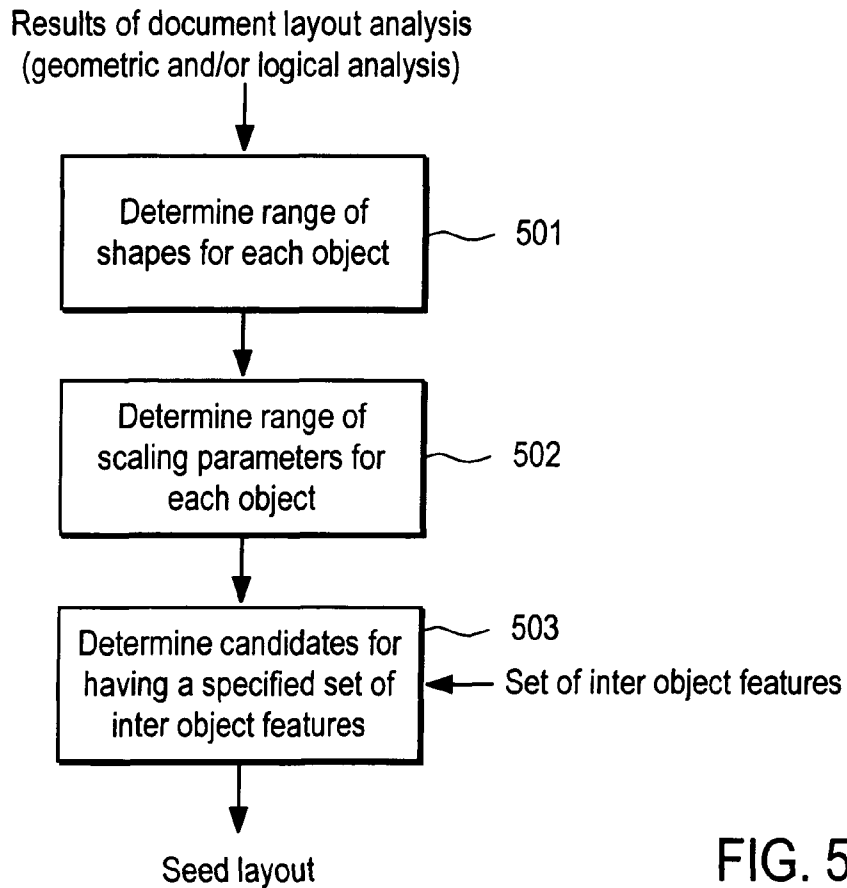 Results of document layout analysis
(geometric and/or logical analysis)
Determine range of
shapes for each object
501
Determine range of
scaling parameters for
each object
502
Determine candidates for
having a specified set of
inter object features
503
Set of inter object features
Seed layout
FIG. 5